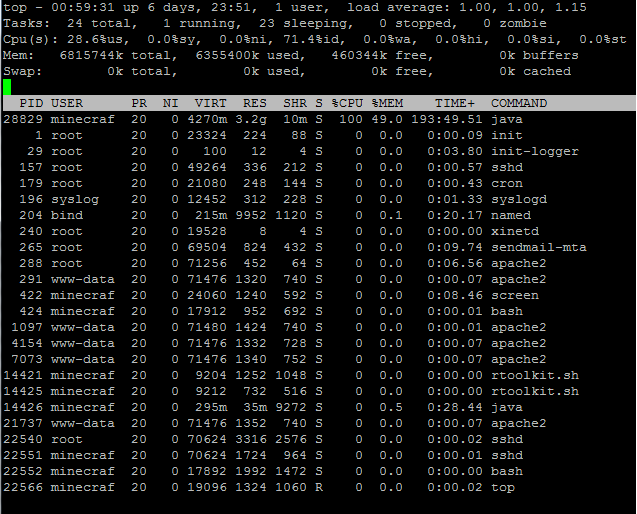 top - 00:59:31 up 6 days, 23:51,  1 user,  load average: 1.00, 1.00, 1.15
Tasks:  24 total,   1 running,  23 sleeping,   0 stopped,   0 zombie
Cpu(s): 28.6%us,  0.0%sy,  0.0%ni, 71.4%id,  0.0%wa,  0.0%hi,  0.0%si,  0.0%st
Mem:   6815744k total,  6355400k used,   460344k free,        0k buffers
Swap:        0k total,        0k used,        0k free,        0k cached
PID USER      PR  NI  VIRT  RES  SHR S %CPU %MEM    TIME+  COMMAND
28829 minecraf  20   0 4270m 3.2g  10m S  100 49.0 193:49.51 java
1 root      20   0 23324  224   88 S    0  0.0   0:00.09 init
29 root      20   0   100   12    4 S    0  0.0   0:03.80 init-logger
157 root      20   0 49264  336  212 S    0  0.0   0:00.57 sshd
179 root      20   0 21080  248  144 S    0  0.0   0:00.43 cron
196 syslog    20   0 12452  312  228 S    0  0.0   0:01.33 syslogd
204 bind      20   0  215m 9952 1120 S    0  0.1   0:20.17 named
240 root      20   0 19528    8    4 S    0  0.0   0:00.00 xinetd
265 root      20   0 69504  824  432 S    0  0.0   0:09.74 sendmail-mta
288 root      20   0 71256  452   64 S    0  0.0   0:06.56 apache2
291 www-data  20   0 71476 1320  740 S    0  0.0   0:00.07 apache2
422 minecraf  20   0 24060 1240  592 S    0  0.0   0:08.46 screen
424 minecraf  20   0 17912  952  692 S    0  0.0   0:00.01 bash
1097 www-data  20   0 71480 1424  740 S    0  0.0   0:00.01 apache2
4154 www-data  20   0 71476 1332  728 S    0  0.0   0:00.07 apache2
7073 www-data  20   0 71476 1340  752 S    0  0.0   0:00.07 apache2
14421 minecraf  20   0  9204 1252 1048 S    0  0.0   0:00.00 rtoolkit.sh
14425 minecraf  20   0  9212  732  516 S    0  0.0   0:00.00 rtoolkit.sh
14426 minecraf  20   0  295m  35m 9272 S    0  0.5   0:28.44 java
21737 www-data  20   0 71476 1352  740 S    0  0.0   0:00.07 apache2
22540 root      20   0 70624 3316 2576 S    0  0.0   0:00.02 sshd
22551 minecraf  20   0 70624 1724  964 S    0  0.0   0:00.01 sshd
22552 minecraf  20   0 17892 1992 1472 S    0  0.0   0:00.00 bash
22566 minecraf  20   0 19096 1324 1060 R    0  0.0   0:00.02 top